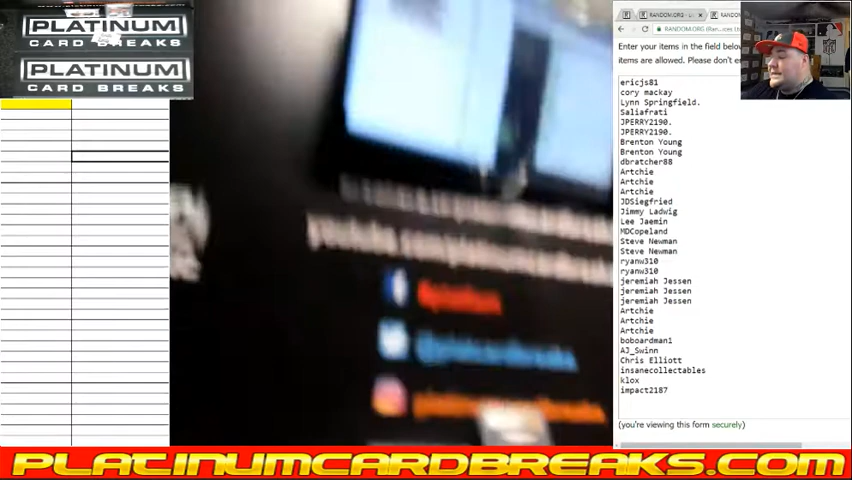 PLATINUM
CARD BREAKS
PLATINUM
CARD BREAKS
RANDOM.ORG
RANDOM.ORG
RANDOM.ORG
Enter your items in the field belo
items are allowed. Please don't e
ericjs81
cory mackay
Lynn Springfield.
Saliafrati
JPERRY2190.
JPERRY2190.
Brenton Young
Brenton Young
dbratcher88
Artchie
Artchie
Artchie
JDSiegfried
Jimmy Ladwig
Lee Jaemin
MDCopeland
Steve Newman
Steve Newman
ryanw310
ryanw310
jeremiah Jessen
jeremiah Jessen
jeremiah Jessen
Artchie
Artchie
Artchie
boboardman1
AJ_Swinn
Chris Elliott
insanecollectables
klox
impact2187
(you're viewing this form securely)
PLATINUMCARDBREAKS.COM